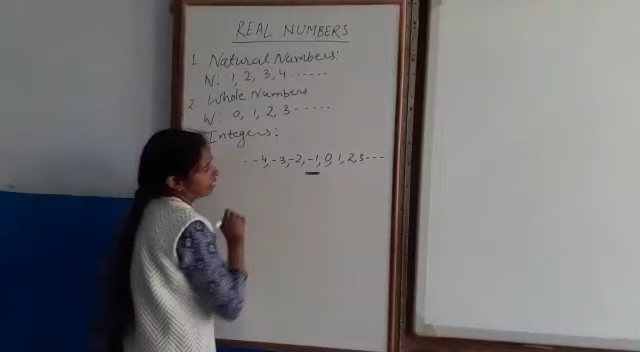 REAL NUMBERS
1 Natural Numbers:
N: 1, 2, 3, 4 ......
2 Whole Numbers
W: 0, 1, 2, 3 ......
Integers:
-4, -3, -2, -1, 0, 1, 2, 3 ---